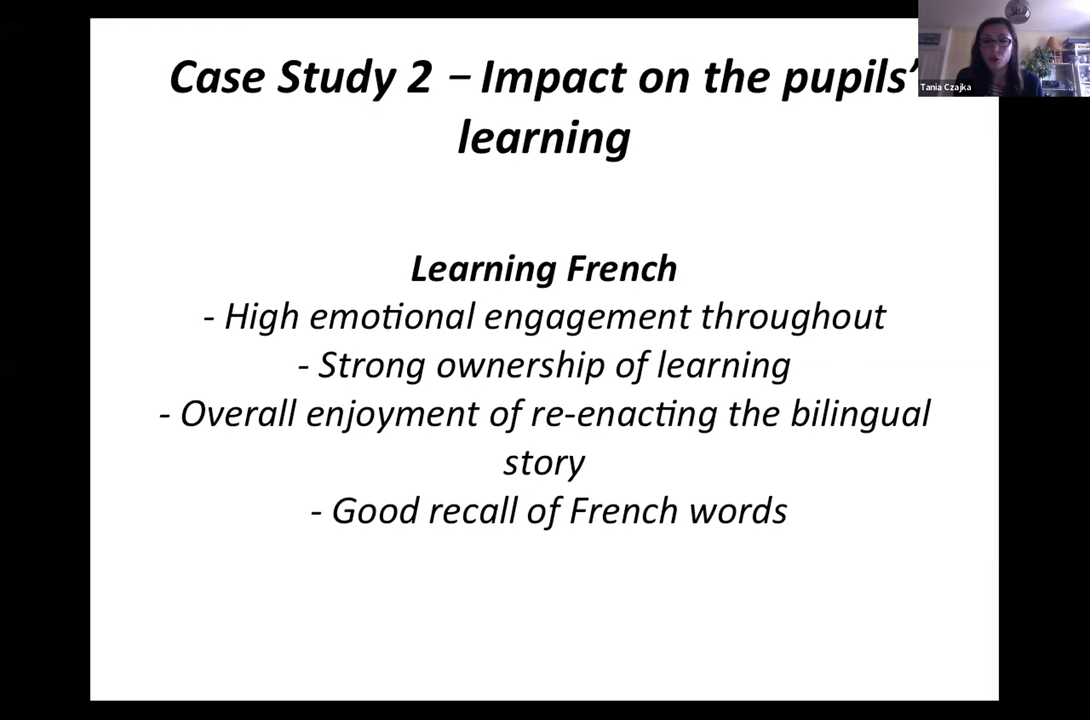 Case Study 2 – Impact on the pupils’
learning
Tania Czajka
Learning French
- High emotional engagement throughout
- Strong ownership of learning
- Overall enjoyment of re-enacting the bilingual
story
- Good recall of French words